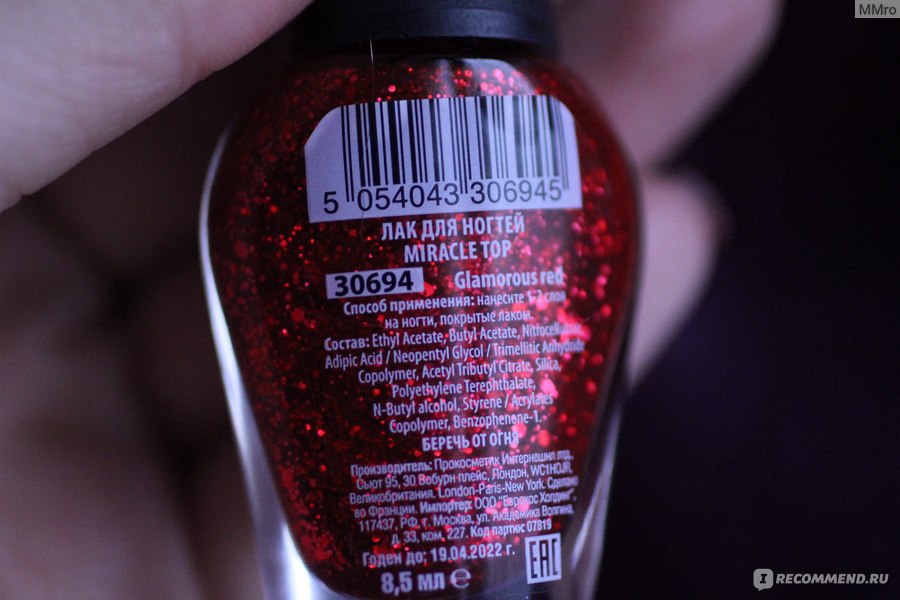 MMro
5 054043 306945
ЛАК ДЛЯ НОГТЕЙ
MIRACLE TOP
30694 Glamorous red
Способ применения: нанесите 1-2 слоя
на ногти, покрытые лаком.
Состав: Ethyl Acetate, Butyl Acetate, Nitrocellulose,
Adipic Acid / Neopentyl Glycol / Trimellitic Anhydride
Copolymer, Acetyl Tributyl Citrate, Silica,
Polyethylene Terephthalate,
N-Butyl alcohol, Styrene / Acrylates
Copolymer, Benzophenone-1.
БЕРЕЧЬ ОТ ОГНЯ
Производитель: Прокосметик Интернешнл лтд.,
Сьют 95, 30 Вобурн плейс, Лондон, WC1H0JR,
Великобритания. London-Paris-New York. Сделано
во Франции. Импортер: ООО "Еврокос Холдинг",
117437, РФ, г. Москва, ул. Академика Волгина,
д. 33, ком. 227. Код партии: 07819
Годен до: 19.04.2022 г. EAC
8,5 мл e
IRECOMMEND.RU